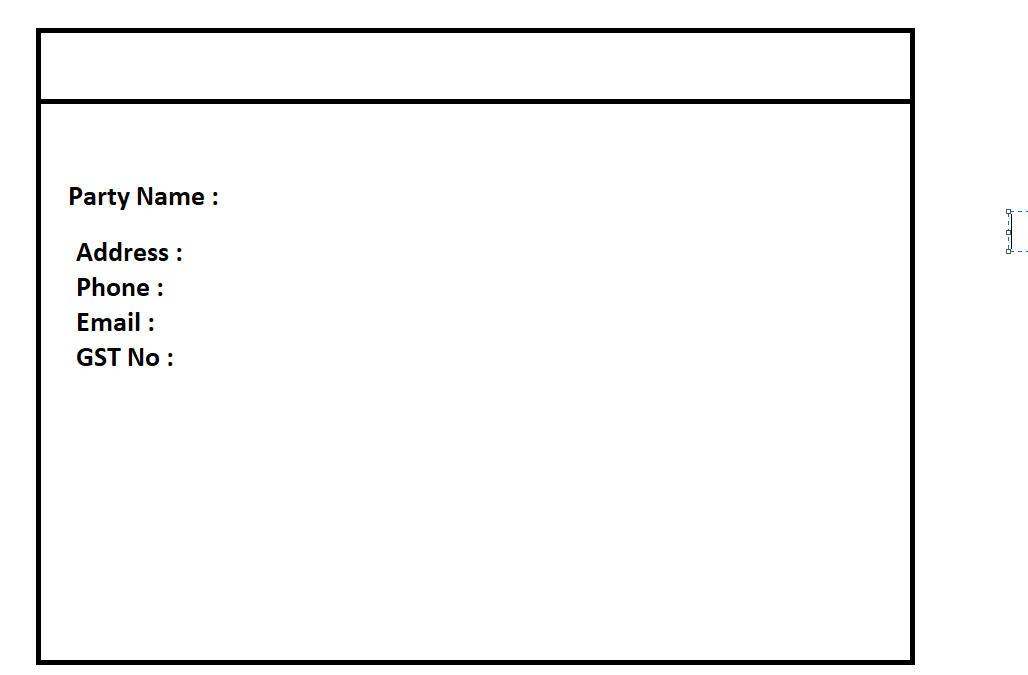 Party Name :
Address :
Phone :
Email :
GST No :